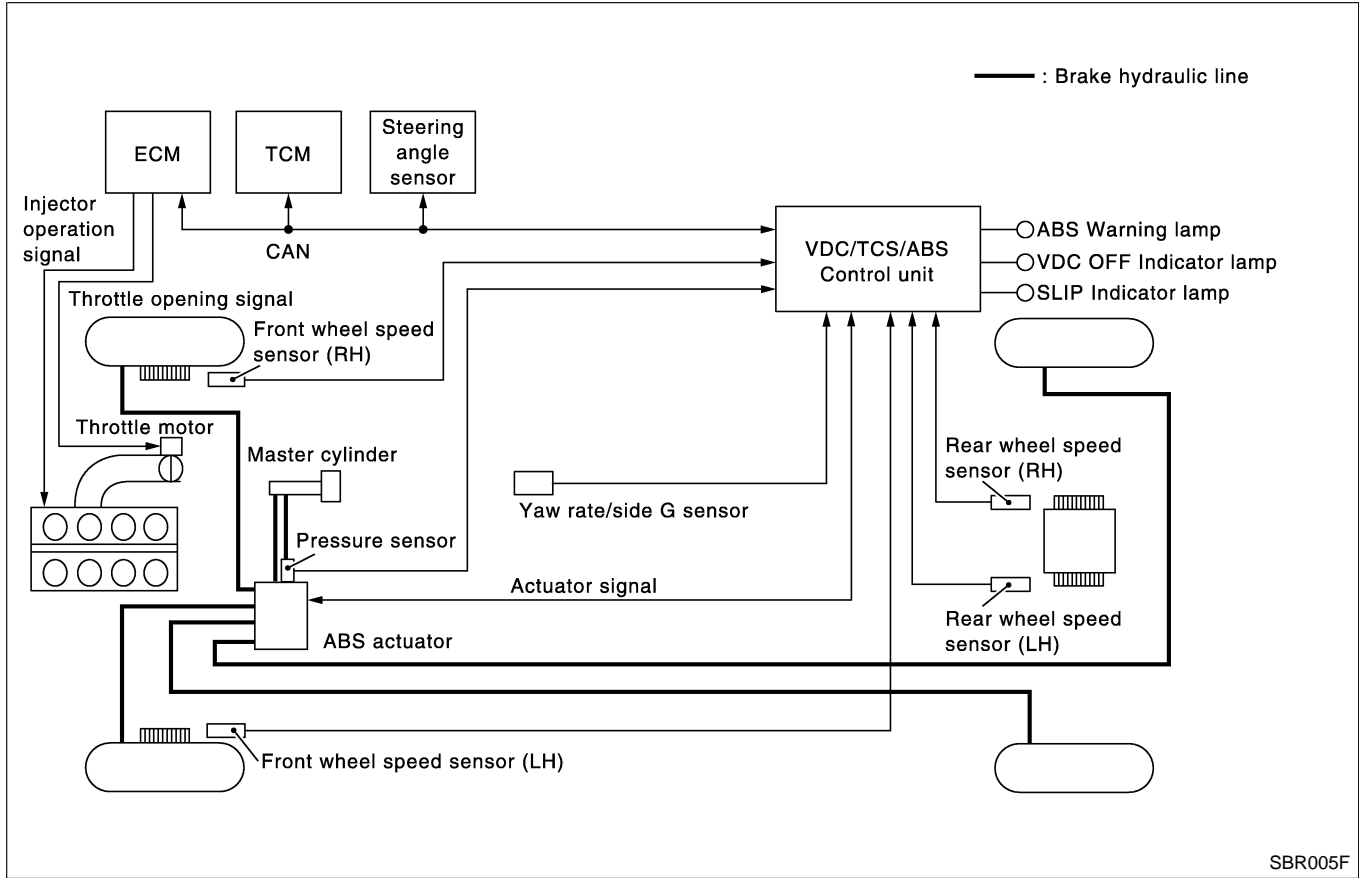 : Brake hydraulic line
ECM
TCM
Steering
angle
sensor
Injector
operation
signal
CAN
VDC/TCS/ABS
Control unit
ABS Warning lamp
VDC OFF Indicator lamp
SLIP Indicator lamp
Throttle opening signal
Front wheel speed
sensor (RH)
Throttle motor
Master cylinder
Yaw rate/side G sensor
Rear wheel speed
sensor (RH)
Pressure sensor
Actuator signal
ABS actuator
Rear wheel speed
sensor (LH)
Front wheel speed sensor (LH)
SBR005F